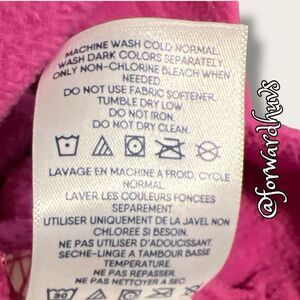 MACHINE WASH COLD NORMAL.
WASH DARK COLORS SEPARATELY
ONLY NON-CHLORINE BLEACH WHEN
NEEDED.
DO NOT USE FABRIC SOFTENER.
TUMBLE DRY LOW.
DO NOT IRON.
DO NOT DRY CLEAN.
LAVAGE EN MACHINE A FROID, CYCLE
NORMAL.
LAVER LES COULEURS FONCEES
SEPAREMENT.
UTILISER UNIQUEMENT DE LA JAVEL NON
CHLOREE SI BESOIN.
NE PAS UTILISER D'ADOUCISSANT.
SECHE-LINGE A TAMBOUR BASSE
TEMPERATURE.
NE PAS REPASSER.
NE PAS NETTOYER A SEC.
30
@forwardhuvs